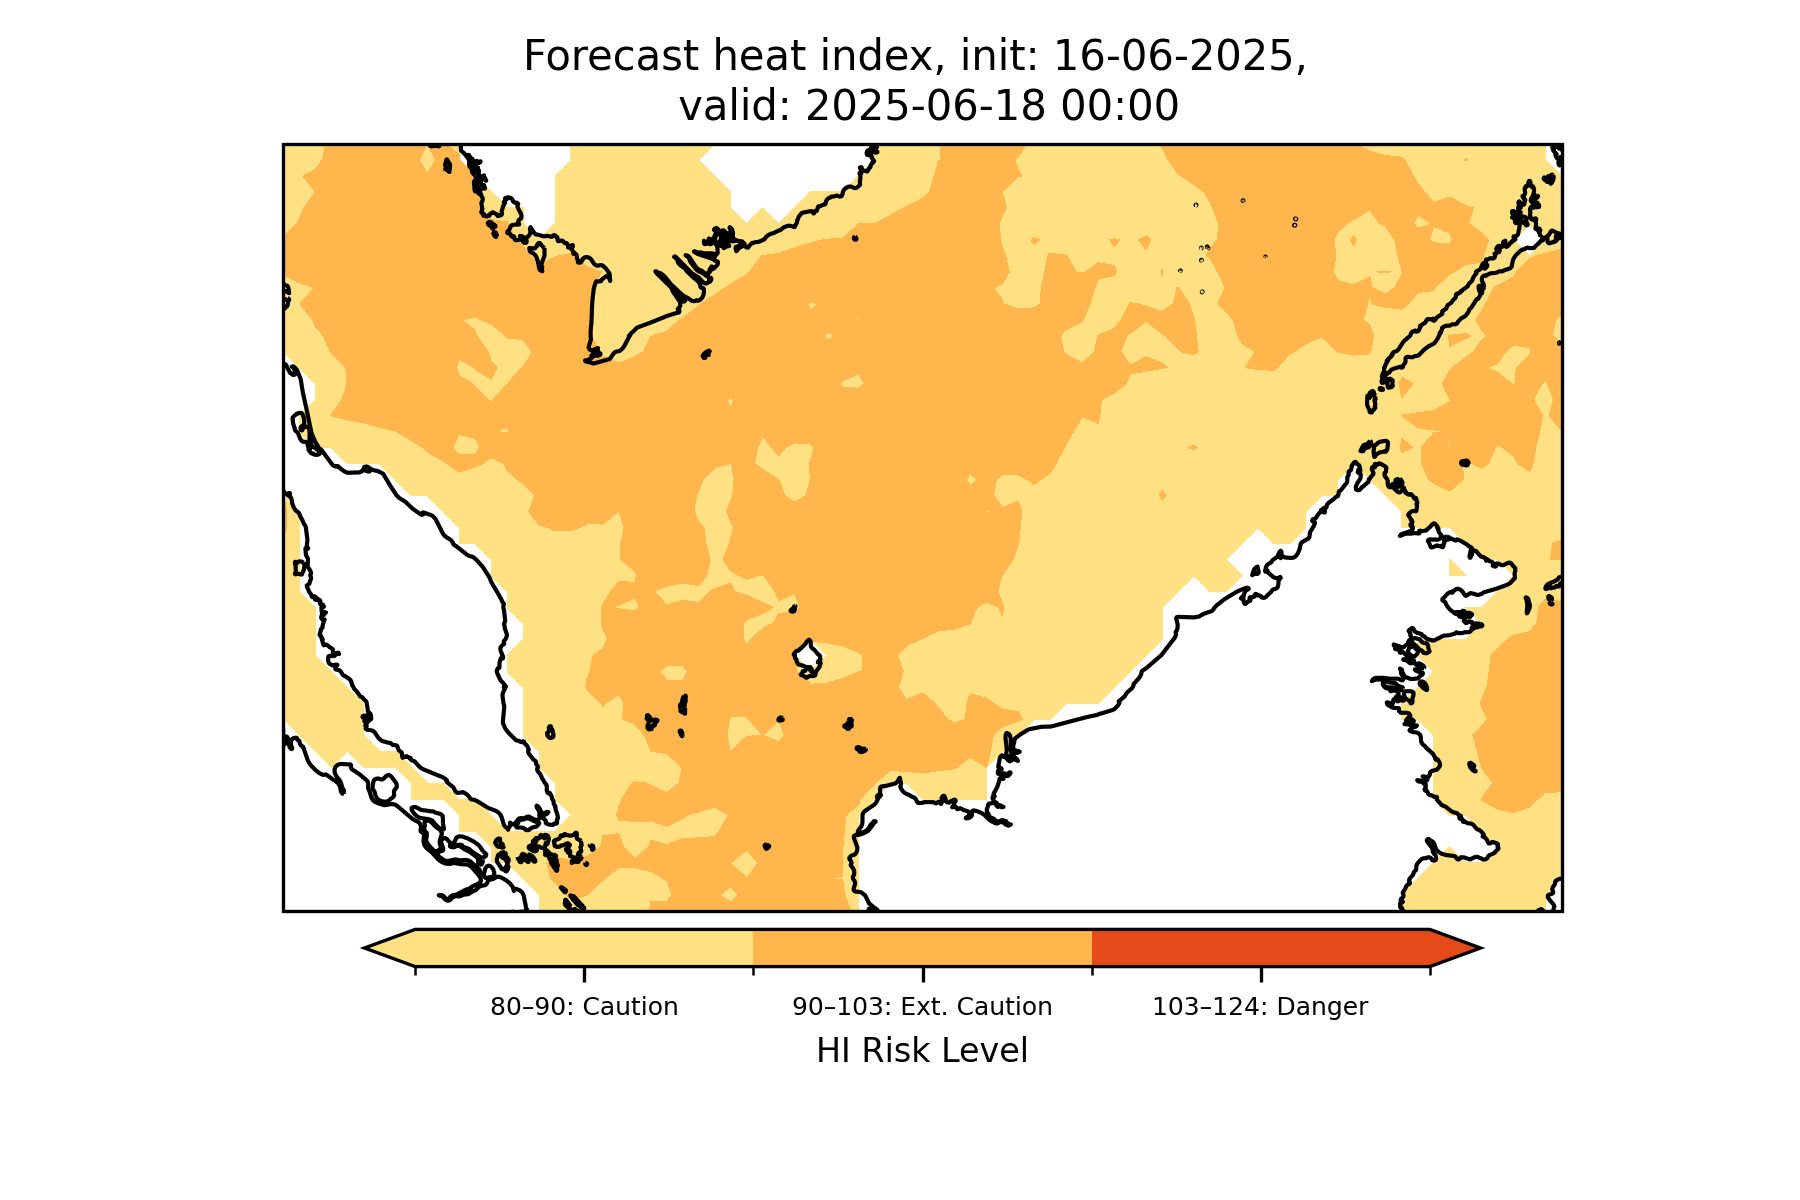 Forecast heat index, init: 16-06-2025,
valid: 2025-06-18 00:00
80–90: Caution
90–103: Ext. Caution
103–124: Danger
HI Risk Level